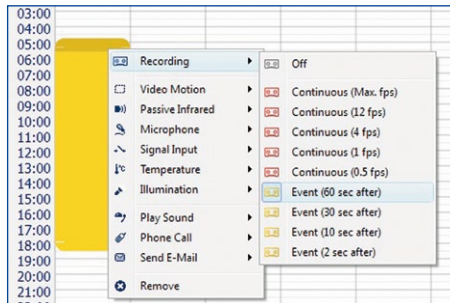 03:00
04:00
05:00
06:00
07:00
08:00
09:00
10:00
11:00
12:00
13:00
14:00
15:00
16:00
17:00
18:00
19:00
20:00
21:00
Recording
Video Motion
Passive Infrared
Microphone
Signal Input
Temperature
Illumination
Play Sound
Phone Call
Send E-Mail
Remove
Off
Continuous (Max. fps)
Continuous (12 fps)
Continuous (4 fps)
Continuous (1 fps)
Continuous (0.5 fps)
Event (60 sec after)
Event (30 sec after)
Event (10 sec after)
Event (2 sec after)